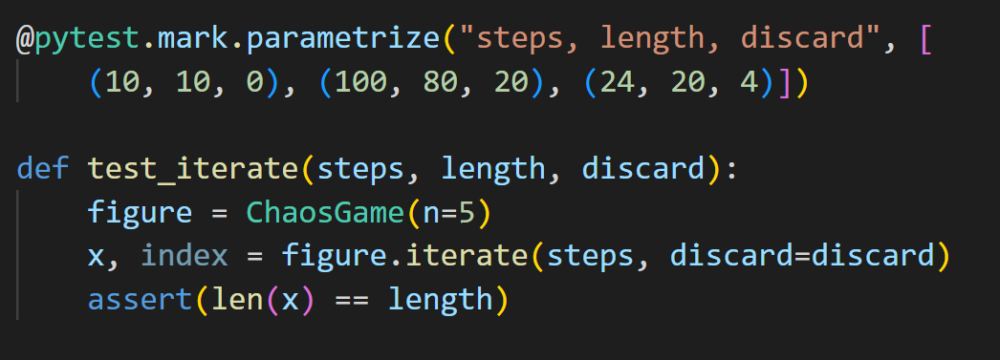 @pytest.mark.parametrize("steps, length, discard", [
    (10, 10, 0), (100, 80, 20), (24, 20, 4)])
def test_iterate(steps, length, discard):
    figure = ChaosGame(n=5)
    x, index = figure.iterate(steps, discard=discard)
    assert(len(x) == length)